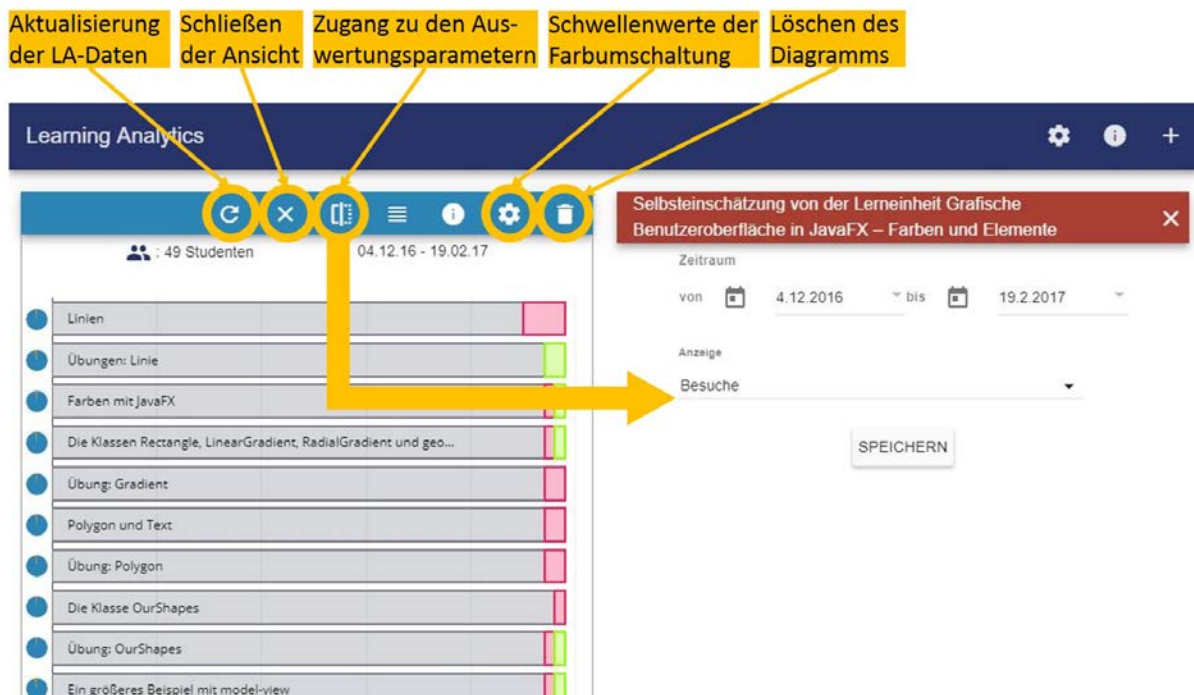 Aktualisierung
der LA-Daten
Schließen
der Ansicht
Zugang zu den Aus-
wertungsparametern
Schwellenwerte der
Farbumschaltung
Löschen des
Diagramms
Learning Analytics
: 49 Studenten
04.12.16 - 19.02.17
Linien
Übungen: Linie
Farben mit JavaFX
Die Klassen Rectangle, LinearGradient, RadialGradient und geo...
Übung: Gradient
Polygon und Text
Übung: Polygon
Die Klasse OurShapes
Übung: OurShapes
Ein größeres Beispiel mit model-view
Selbsteinschätzung von der Lerneinheit Grafische
Benutzeroberfläche in JavaFX – Farben und Elemente
Zeitraum
von 4.12.2016 bis 19.2.2017
Anzeige
Besuche
SPEICHERN